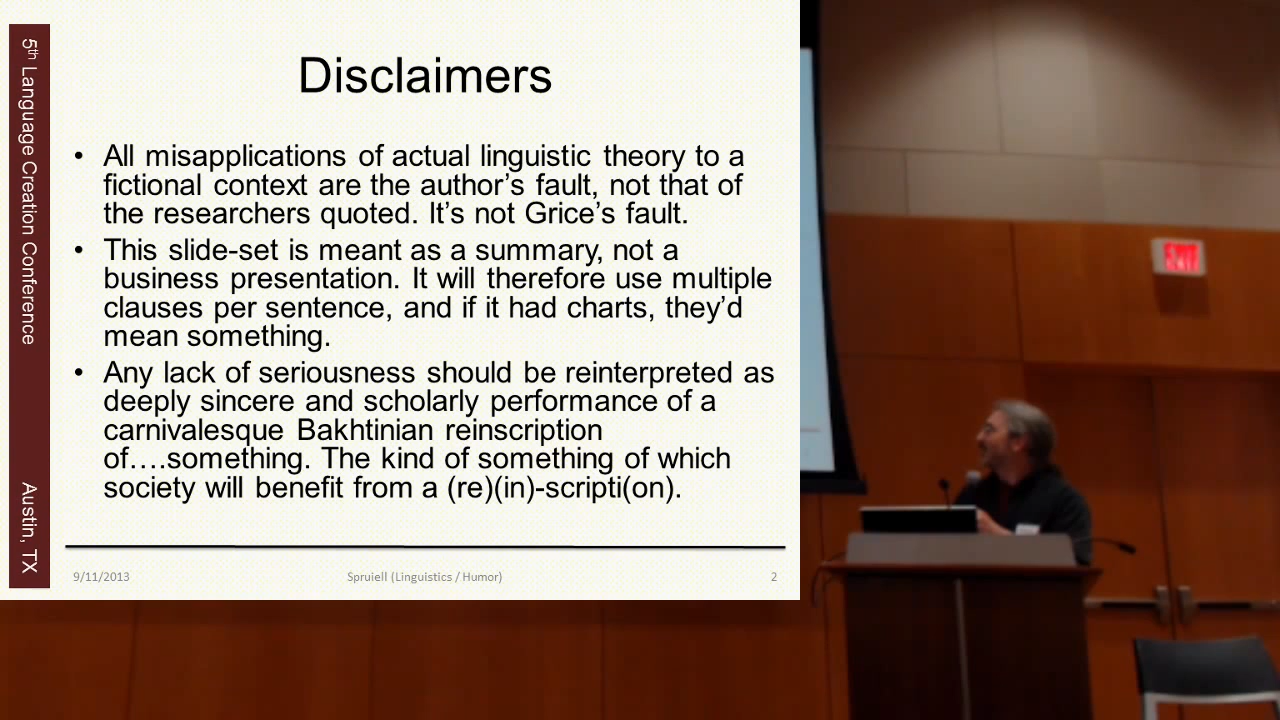 5th Language Creation Conference Austin, TX
Disclaimers
• All misapplications of actual linguistic theory to a
fictional context are the author’s fault, not that of
the researchers quoted. It’s not Grice’s fault.
• This slide-set is meant as a summary, not a
business presentation. It will therefore use multiple
clauses per sentence, and if it had charts, they’d
mean something.
• Any lack of seriousness should be reinterpreted as
deeply sincere and scholarly performance of a
carnivalesque Bakhtinian reinscription
of….something. The kind of something of which
society will benefit from a (re)(in)-scripti(on).
9/11/2013 Spruiell (Linguistics / Humor) 2
EXIT